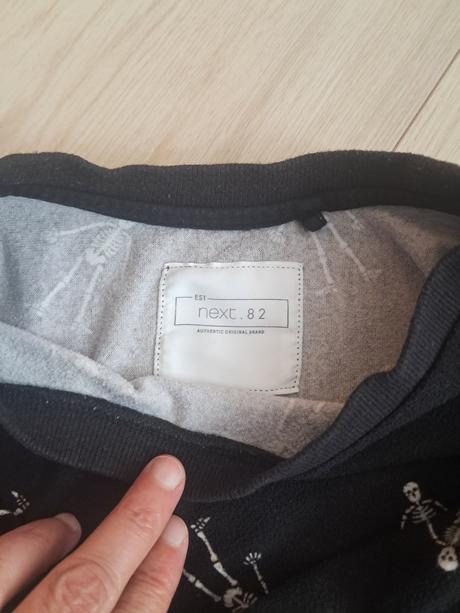 EST
next.82
AUTHENTIC ORIGINAL BRAND